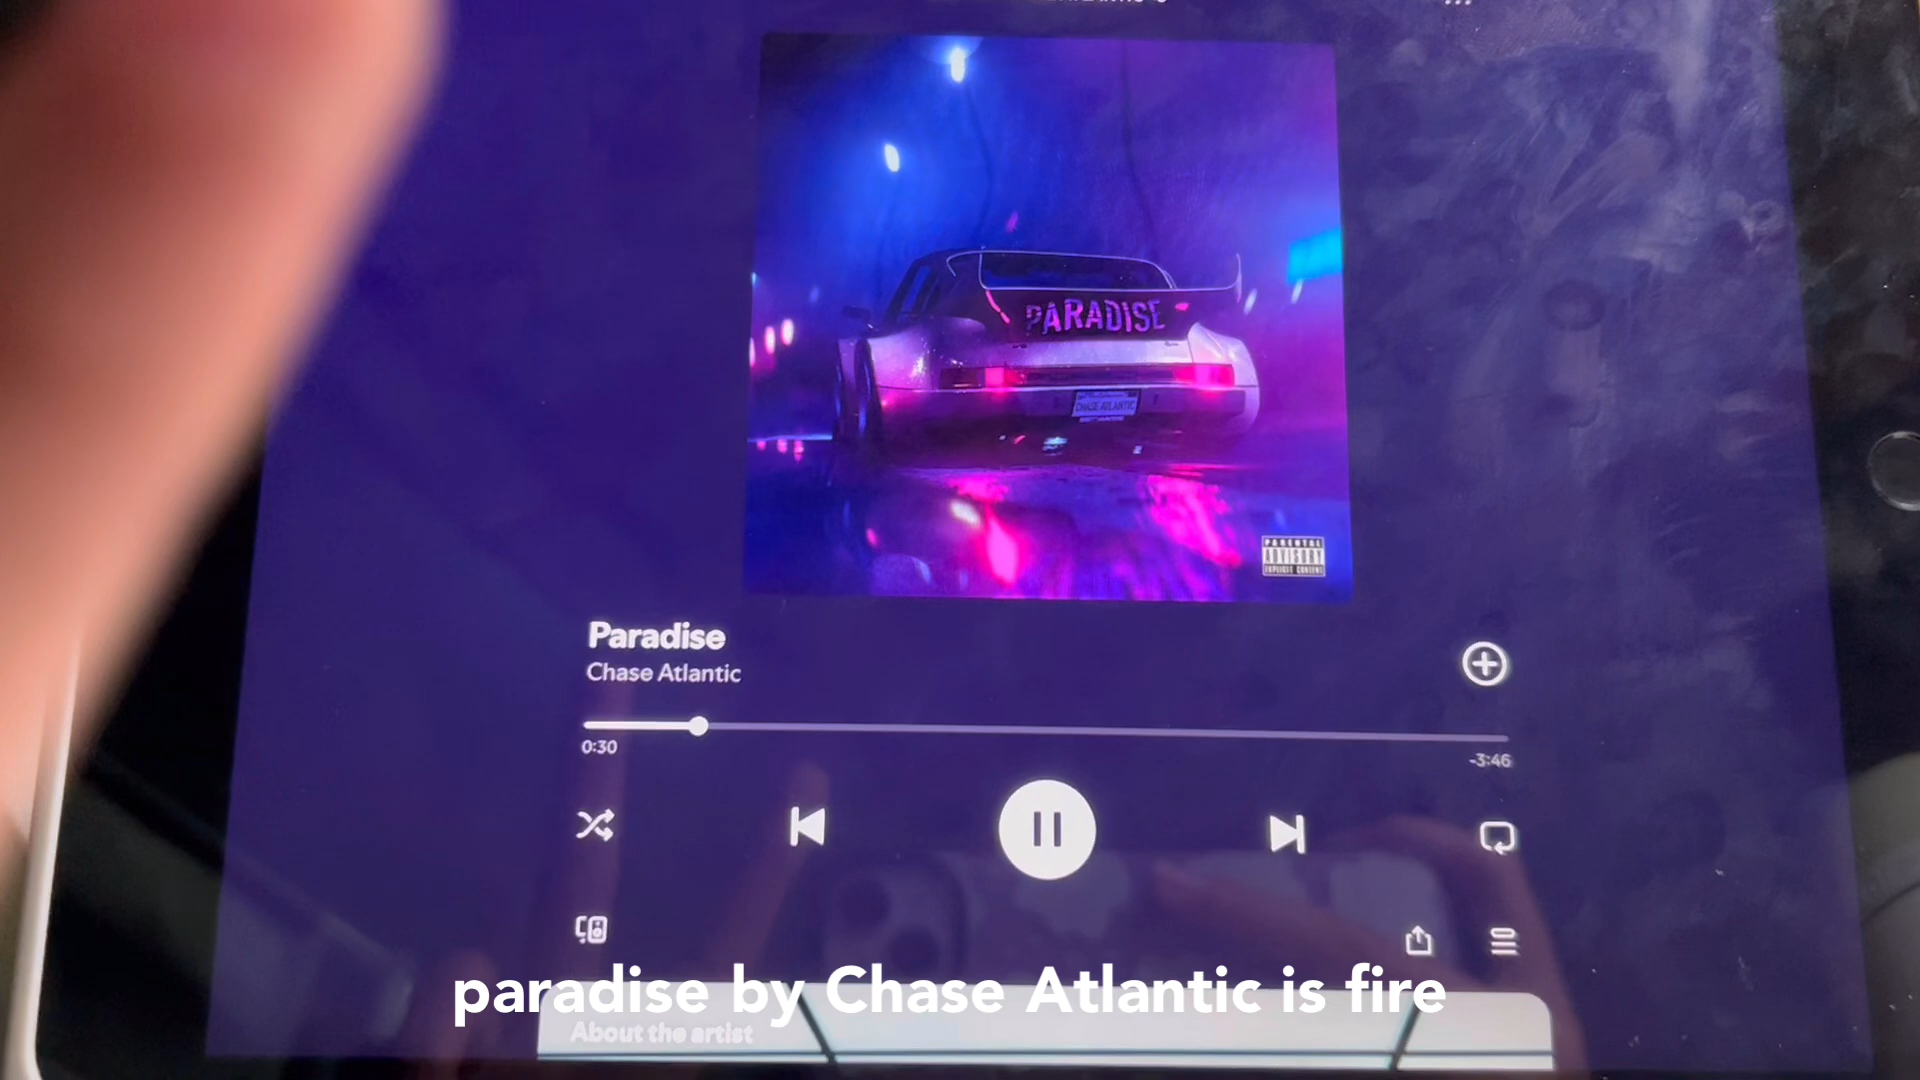 PARADISE
CHASE ATLANTIC
PARENTAL
ADVISORY
EXPLICIT CONTENT
Paradise
Chase Atlantic
0:30
-3:46
paradise by Chase Atlantic is fire
About the artist